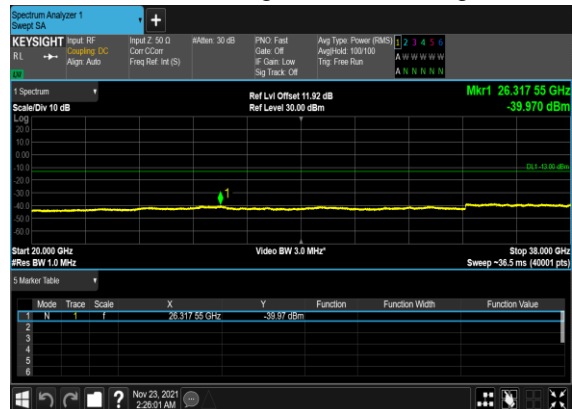 Spectrum Analyzer 1
Swept SA
+
KEYSIGHT Input: RF Input Z: 50 Ω #Atten: 30 dB PNO: Fast Avg Type: Power (RMS) 1 2 3 4 5 6
RL Coupling: DC Corr CCorr Gate: Off Avg|Hold: 100/100 A W W W W W
Align: Auto Freq Ref: Int (S) IF Gain: Low Trig: Free Run
Sig Track: Off A N N N N N
1 Spectrum Ref Lvl Offset 11.92 dB Mkr1 26.317 55 GHz
Scale/Div 10 dB Ref Level 30.00 dBm -39.970 dBm
Log
20.0
10.0
0.00
-10.0
DL1 -13.00 dBm
-20.0
-30.0
1
-40.0
-50.0
-60.0
Start 20.000 GHz Video BW 3.0 MHz* Stop 38.000 GHz
#Res BW 1.0 MHz Sweep ~36.5 ms (40001 pts)
5 Marker Table
Mode Trace Scale X Y Function Function Width Function Value
1 N 1 f 26.317 55 GHz -39.97 dBm
2
3
4
5
6
? Nov 23, 2021
2:26:01 AM